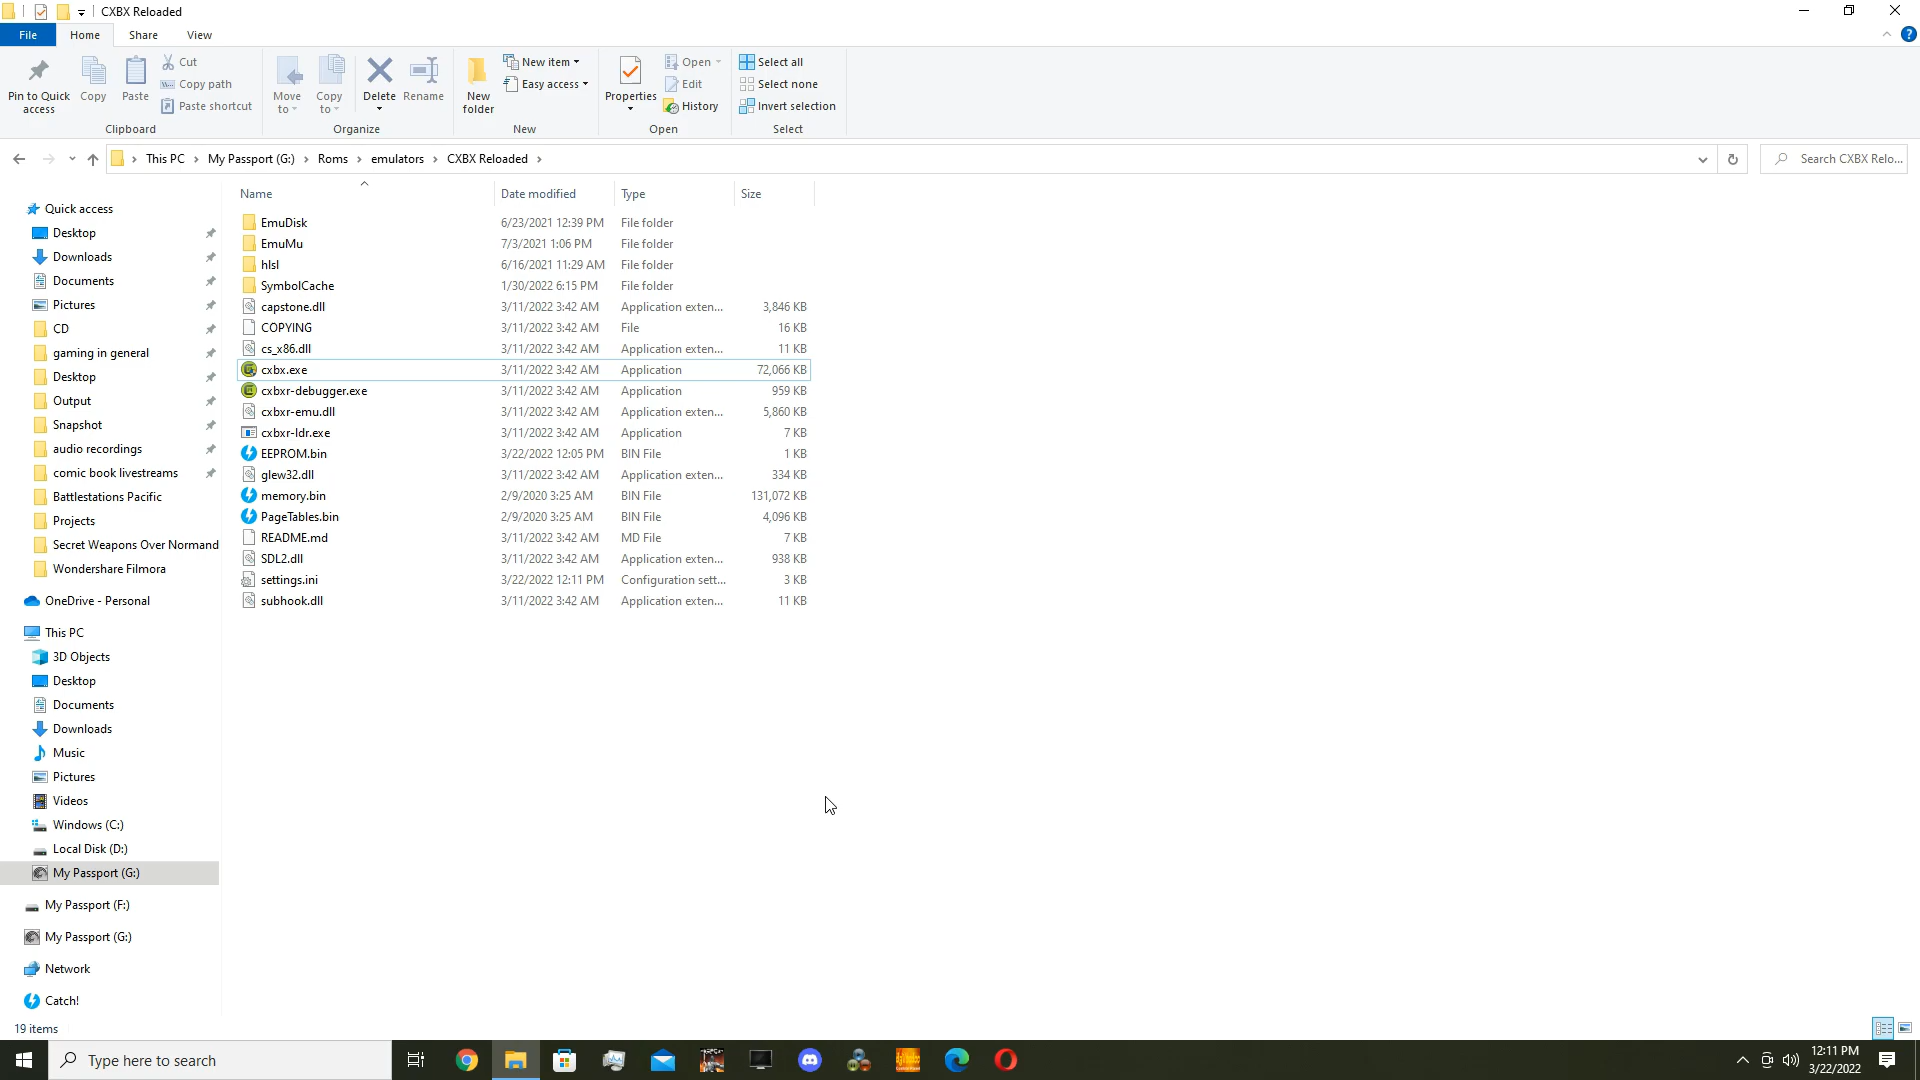 CXBX Reloaded
File
Home
Share
View
Pin to Quick access
Copy
Paste
Cut
Copy path
Paste shortcut
Clipboard
Move to
Copy to
Delete
Rename
Organize
New folder
New item
Easy access
New
Properties
Open
Edit
History
Open
Select all
Select none
Invert selection
Select
This PC
My Passport (G:)
Roms
emulators
CXBX Reloaded
Search CXBX Relo...
Name
Date modified
Type
Size
EmuDisk 6/23/2021 12:39 PM File folder
EmuMu 7/3/2021 1:06 PM File folder
hlsl 6/16/2021 11:29 AM File folder
SymbolCache 1/30/2022 6:15 PM File folder
capstone.dll 3/11/2022 3:42 AM Application exten... 3,846 KB
COPYING 3/11/2022 3:42 AM File 16 KB
cs_x86.dll 3/11/2022 3:42 AM Application exten... 11 KB
cxbx.exe 3/11/2022 3:42 AM Application 72,066 KB
cxbxr-debugger.exe 3/11/2022 3:42 AM Application 959 KB
cxbxr-emu.dll 3/11/2022 3:42 AM Application exten... 5,860 KB
cxbxr-ldr.exe 3/11/2022 3:42 AM Application 7 KB
EEPROM.bin 3/22/2022 12:05 PM BIN File 1 KB
glew32.dll 3/11/2022 3:42 AM Application exten... 334 KB
memory.bin 2/9/2020 3:25 AM BIN File 131,072 KB
PageTables.bin 2/9/2020 3:25 AM BIN File 4,096 KB
README.md 3/11/2022 3:42 AM MD File 7 KB
SDL2.dll 3/11/2022 3:42 AM Application exten... 938 KB
settings.ini 3/22/2022 12:11 PM Configuration sett... 3 KB
subhook.dll 3/11/2022 3:42 AM Application exten... 11 KB
Quick access
Desktop
Downloads
Documents
Pictures
CD
gaming in general
Desktop
Output
Snapshot
audio recordings
comic book livestreams
Battlestations Pacific
Projects
Secret Weapons Over Normand
Wondershare Filmora
OneDrive - Personal
This PC
3D Objects
Desktop
Documents
Downloads
Music
Pictures
Videos
Windows (C:)
Local Disk (D:)
My Passport (G:)
My Passport (F:)
My Passport (G:)
Network
Catch!
19 items
Type here to search
12:11 PM
3/22/2022